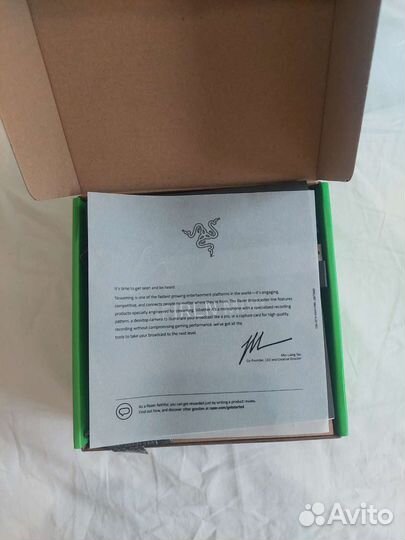 It's time to get seen and be heard
Streaming is one of the fastest growing entertainment platforms in the world—it's engaging,
competitive, and connects people no matter where they're from. The Razer Broadcaster line features
products specially engineered for streaming, whether it's a microphone with a specialized recording
pattern, a desktop camera to illuminate your broadcast like a pro, or a capture card for high quality
recording without compromising gaming performance, we've got all the
tools to take your broadcast to the next level.
Min-Liang Tan
Co-Founder, CEO and Creative Director
As a Razer faithful, you can get rewarded just by writing a product review.
Find out how, and discover other goodies at razer.com/getstarted
Avito